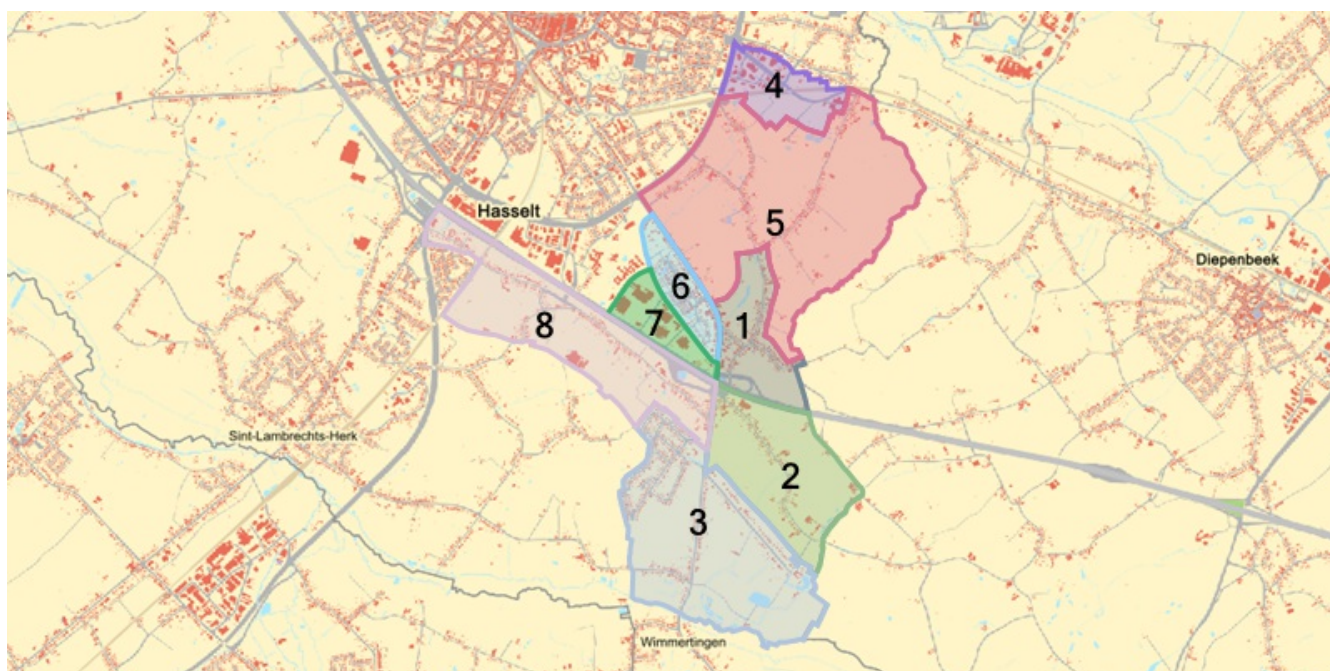 4
Hasselt
5
Diepenbeek
6
1
7
8
Sint-Lambrechts-Herk
2
3
Wimmertingen